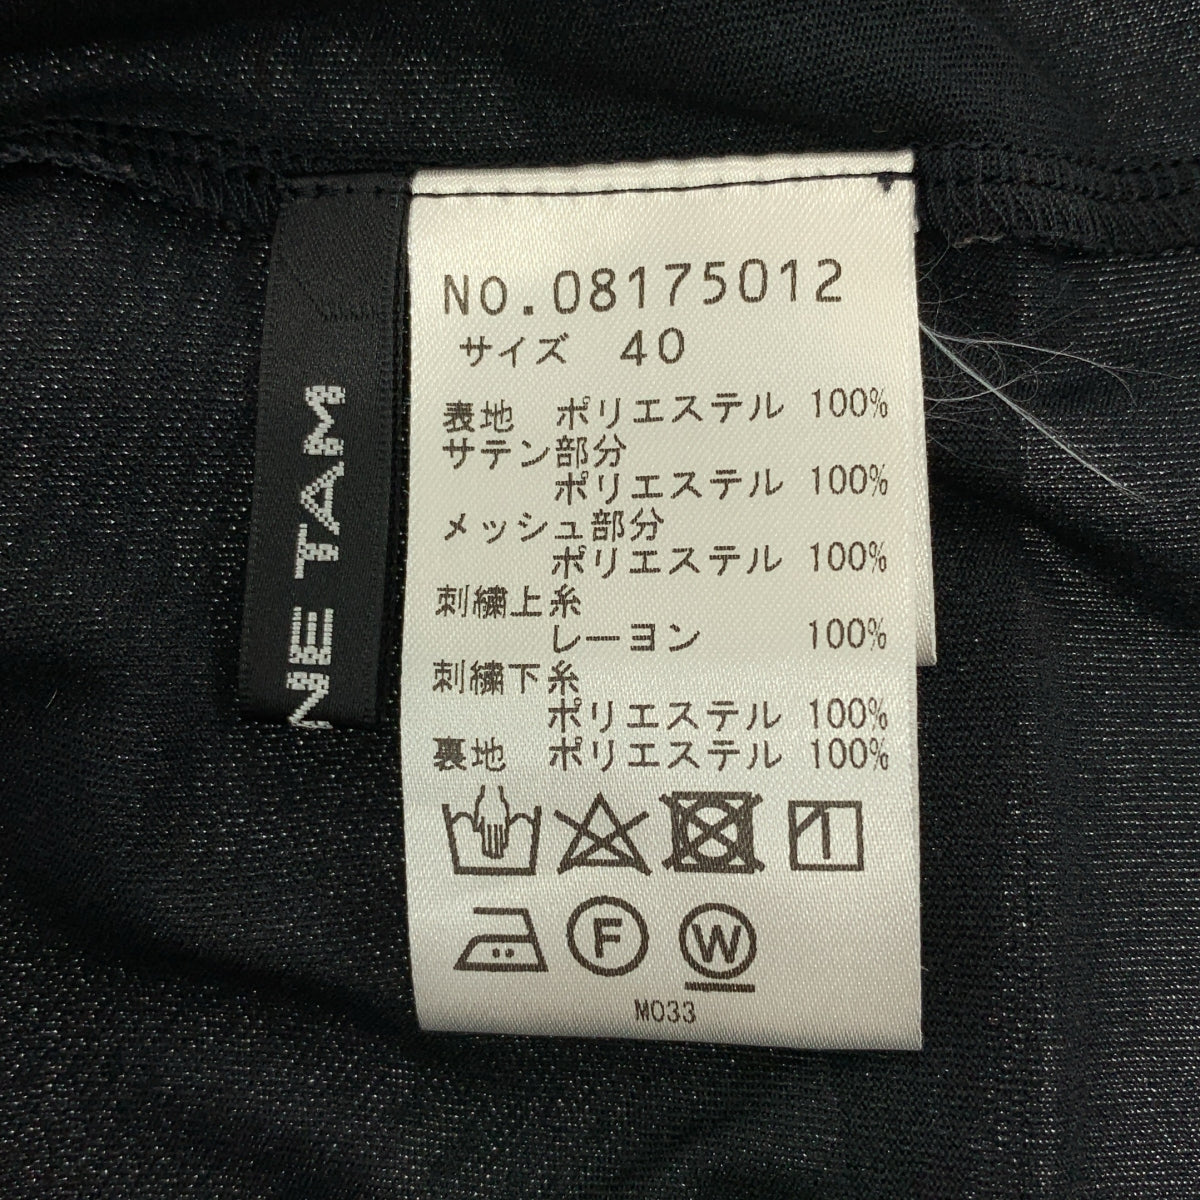 NE TAM
No.08175012
サイズ 40
表地 ポリエステル 100%
サテン部分
ポリエステル 100%
メッシュ部分
ポリエステル 100%
刺繍上糸
レーヨン 100%
刺繍下糸
ポリエステル 100%
裏地 ポリエステル 100%
F
W
M033